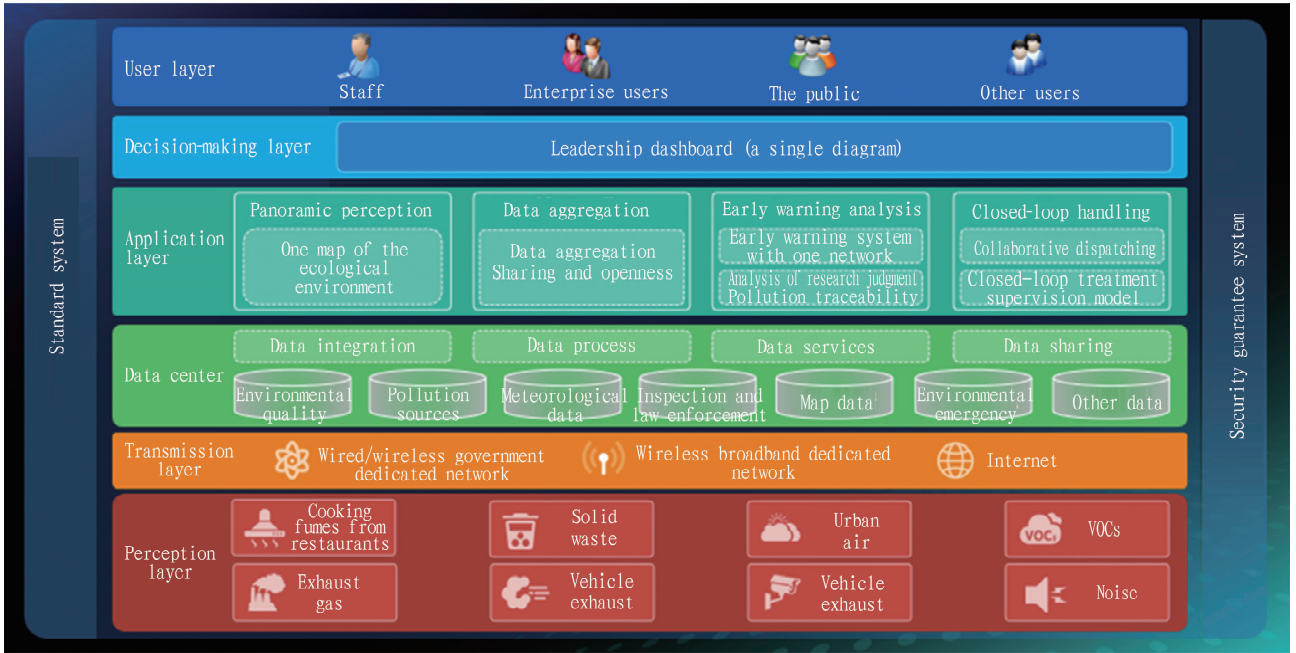 Standard system
Security guarantee system
User layer
Staff
Enterprise users
The public
Other users
Decision-making layer
Leadership dashboard (a single diagram)
Application
layer
Panoramic perception
One map of the
ecological
environment
Data aggregation
Data aggregation
Sharing and openness
Early warning analysis
Early warning system
with one network
Analysis of research judgment
Pollution traceability
Closed-loop handling
Collaborative dispatching
Closed-loop treatment
supervision model
Data center
Data integration
Data process
Data services
Data sharing
Environmental
quality
Pollution
sources
Meteorological
data
Inspection and
law enforcement
Map data
Environmental
emergency
Other data
Transmission
layer
Wired/wireless government
dedicated network
Wireless broadband dedicated
network
Internet
Perception
layer
Cooking
fumes from
restaurants
Solid
waste
Urban
air
VOCs
VOCs
Exhaust
gas
Vehicle
exhaust
Vehicle
exhaust
Noise